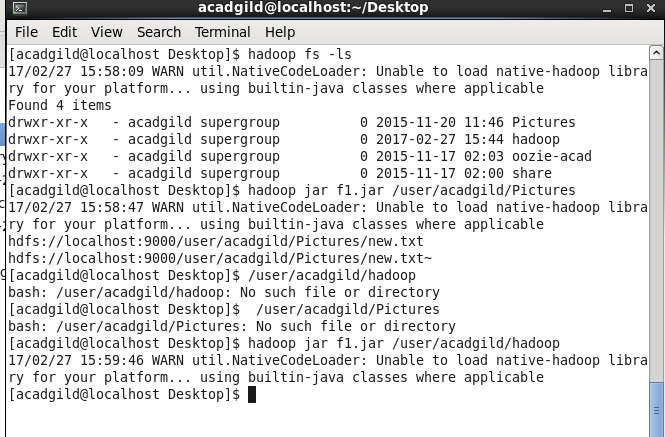 acadgild@localhost:~/Desktop
File Edit View Search Terminal Help
[acadgild@localhost Desktop]$ hadoop fs -ls
17/02/27 15:58:09 WARN util.NativeCodeLoader: Unable to load native-hadoop libra
ry for your platform... using builtin-java classes where applicable
Found 4 items
drwxr-xr-x   - acadgild supergroup          0 2015-11-20 11:46 Pictures
drwxr-xr-x   - acadgild supergroup          0 2017-02-27 15:44 hadoop
drwxr-xr-x   - acadgild supergroup          0 2015-11-17 02:03 oozie-acad
drwxr-xr-x   - acadgild supergroup          0 2015-11-17 02:00 share
[acadgild@localhost Desktop]$ hadoop jar f1.jar /user/acadgild/Pictures
17/02/27 15:58:47 WARN util.NativeCodeLoader: Unable to load native-hadoop libra
ry for your platform... using builtin-java classes where applicable
hdfs://localhost:9000/user/acadgild/Pictures/new.txt
hdfs://localhost:9000/user/acadgild/Pictures/new.txt~
[acadgild@localhost Desktop]$ /user/acadgild/hadoop
bash: /user/acadgild/hadoop: No such file or directory
[acadgild@localhost Desktop]$  /user/acadgild/Pictures
bash: /user/acadgild/Pictures: No such file or directory
[acadgild@localhost Desktop]$ hadoop jar f1.jar /user/acadgild/hadoop
17/02/27 15:59:46 WARN util.NativeCodeLoader: Unable to load native-hadoop libra
ry for your platform... using builtin-java classes where applicable
[acadgild@localhost Desktop]$